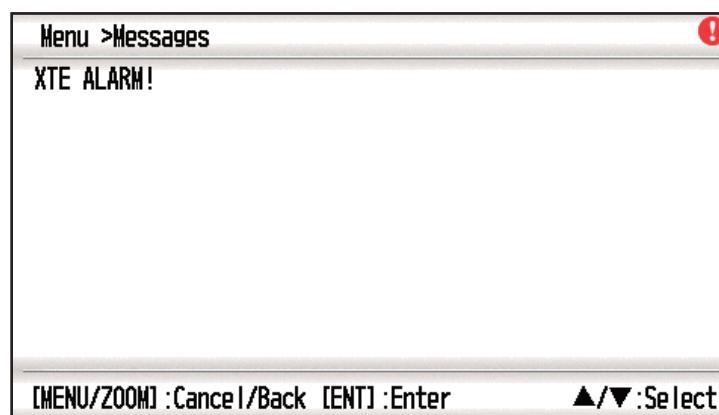 Menu >Messages
XTE ALARM!
[MENU/ZOOM] :Cancel/Back [ENT] :Enter ▲/▼ :Select